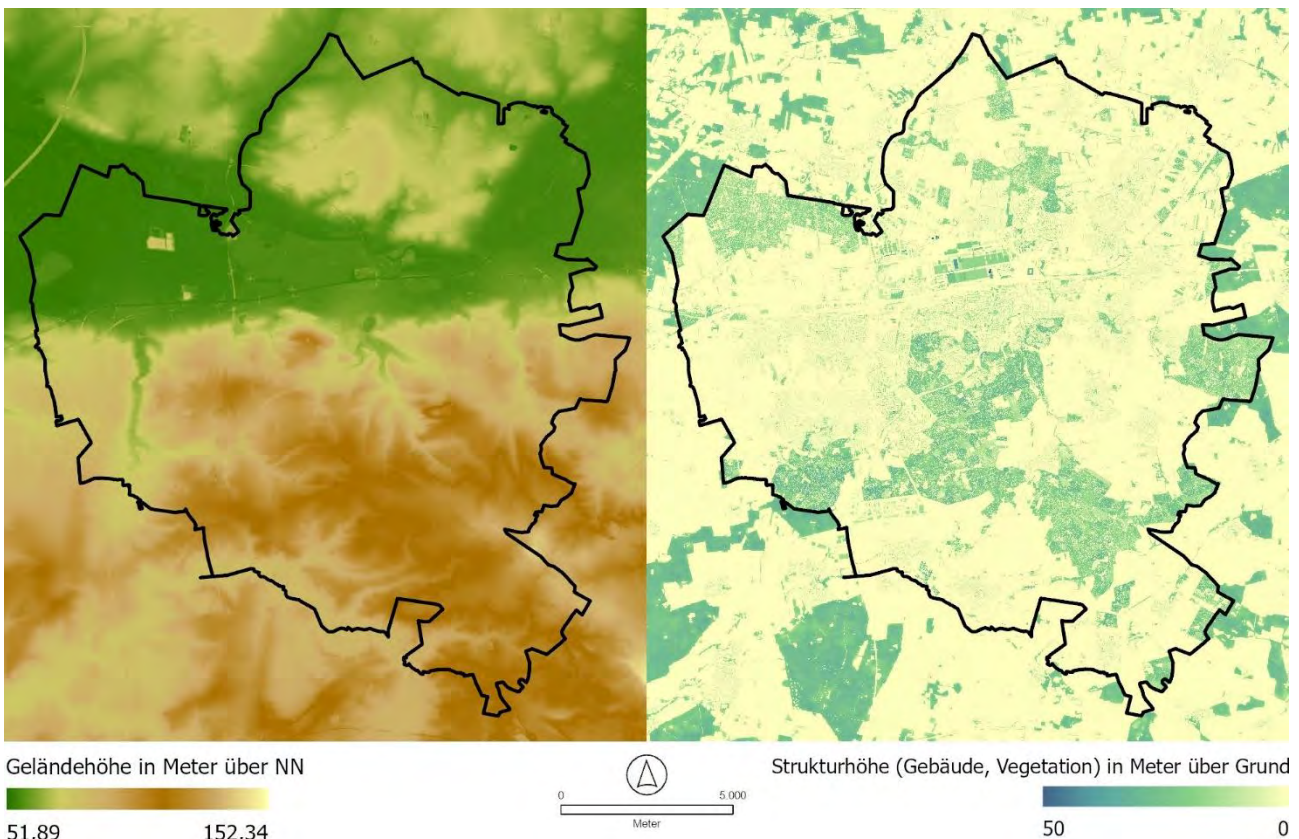 Geländehöhe in Meter über NN
51,89 152,34
0 5.000
Meter
Strukturhöhe (Gebäude, Vegetation) in Meter über Grund
50 0